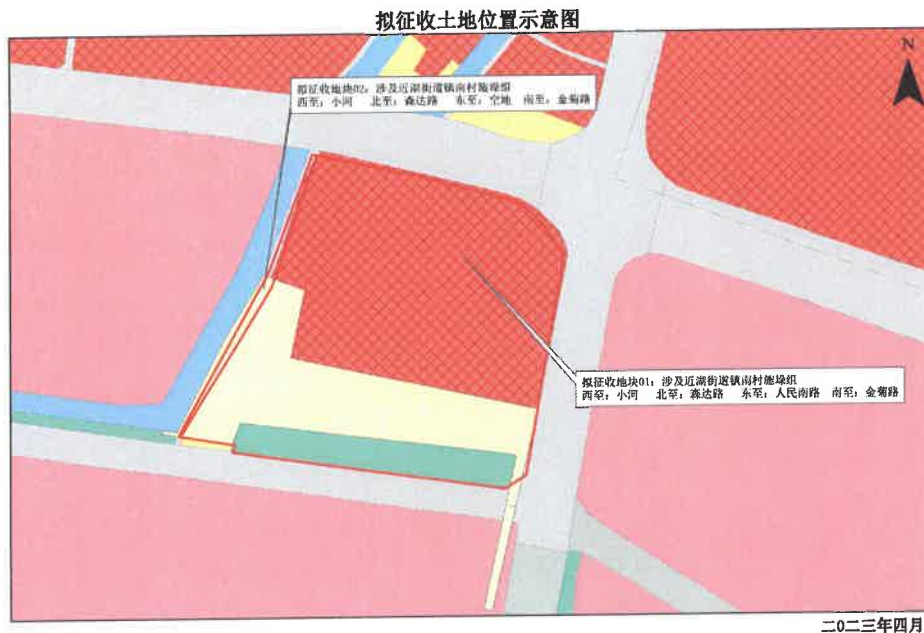 拟征收土地位置示意图
N
拟征收地块02：涉及近湖街道镇南村施垛组
西至：小河 北至：森达路 东至：空地 南至：金菊路
拟征收地块01：涉及近湖街道镇南村施垛组
西至：小河 北至：森达路 东至：人民南路 南至：金菊路
二0二三年四月